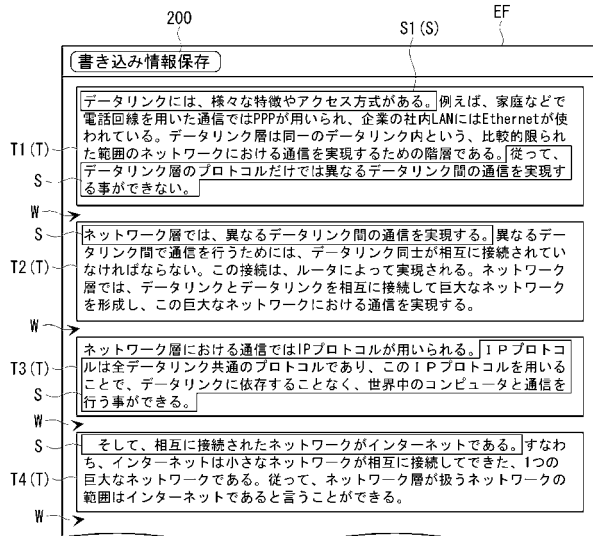 200
S1(S)
EF
書き込み情報保存
データリンクには、様々な特徴やアクセス方式がある。例えば、家庭などで
電話回線を用いた通信ではPPPが用いられ、企業の社内LANにはEthernetが使
われている。データリンク層は同一のデータリンク内という、比較的限られ
T1(T)
た範囲のネットワークにおける通信を実現するための階層である。従って、
データリンク層のプロトコルだけでは異なるデータリンク間の通信を実現す
S
る事ができない。
W
S
ネットワーク層では、異なるデータリンク間の通信を実現する。異なるデー
タリンク間で通信を行うためには、データリンク同士が相互に接続されてい
T2(T)
なければならない。この接続は、ルータによって実現される。ネットワーク
層では、データリンクとデータリンクを相互に接続して巨大なネットワーク
を形成し、この巨大なネットワークにおける通信を実現する。
W
ネットワーク層における通信ではIPプロトコルが用いられる。ＩＰプロトコ
T3(T)
ルは全データリンク共通のプロトコルであり、このＩＰプロトコルを用いる
ことで、データリンクに依存することなく、世界中のコンピュータと通信を
S
行う事ができる。
W
S
そして、相互に接続されたネットワークがインターネットである。すなわ
ち、インターネットは小さなネットワークが相互に接続してできた、1つの
T4(T)
巨大なネットワークである。従って、ネットワーク層が扱うネットワークの
範囲はインターネットであると言うことができる。
W